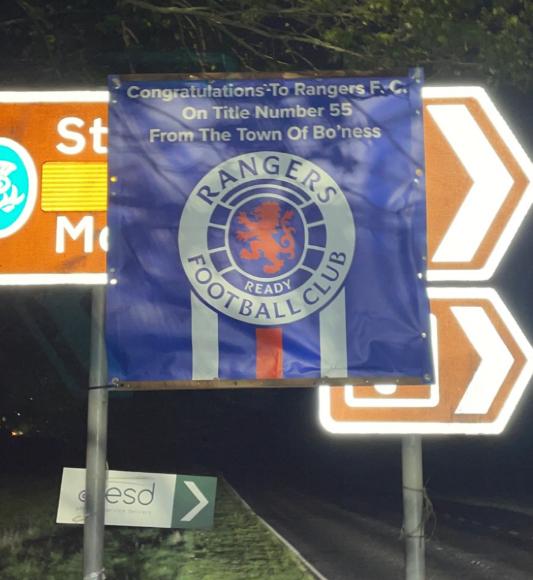 Congratulations To Rangers F. C.
On Title Number 55
From The Town Of Bo'ness
St
Mo
RANGERS
READY
FOOTBALL CLUB
esd